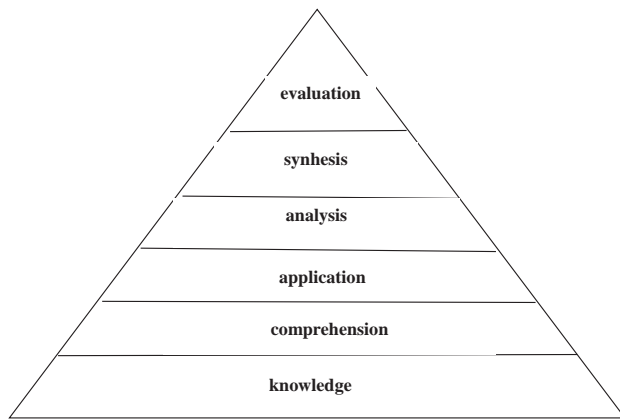 evaluation
synhesis
analysis
application
comprehension
knowledge